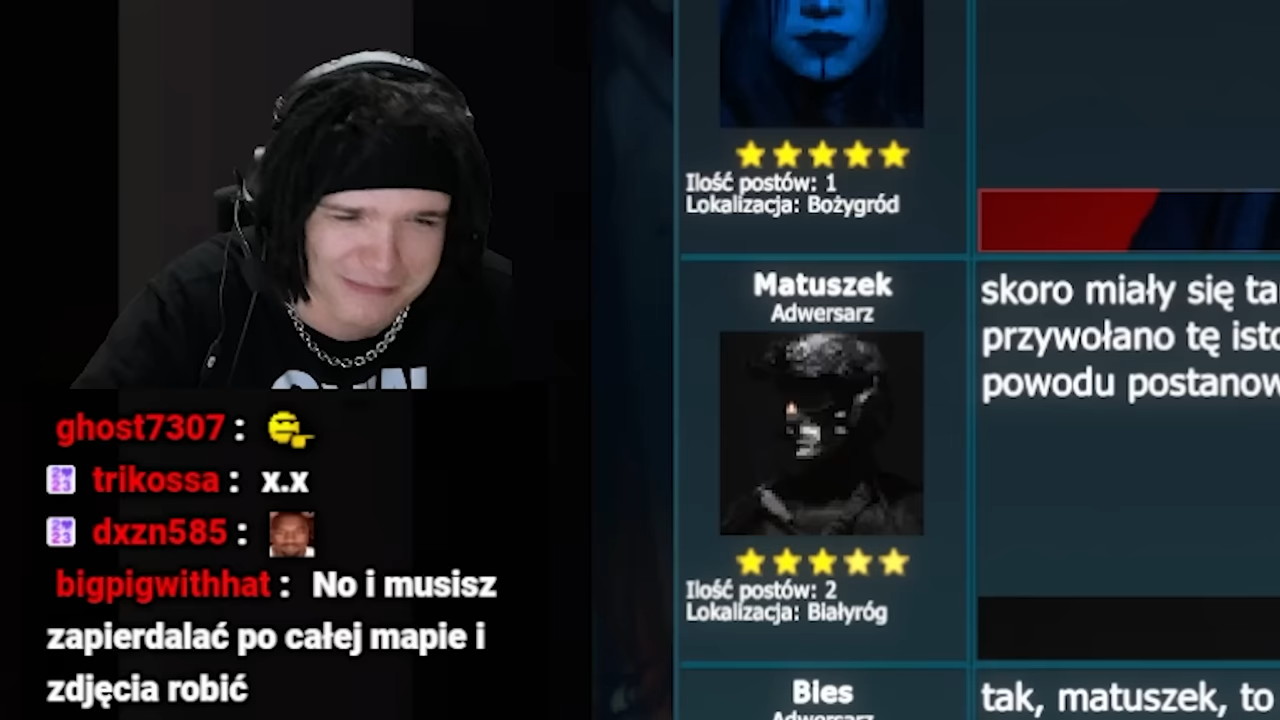 Ilość postów: 1
Lokalizacja: Bożygród
Matuszek
Adwersarz
skoro miały się ta
przywołano tę isto
powodu postanow
Ilość postów: 2
Lokalizacja: Białyróg
Bies
Adwersarz
tak, matuszek, to
ghost7307 :
trikossa : x.x
dxzn585 :
bigpigwithhat : No i musisz
zapierdalać po całej mapie i
zdjęcia robić